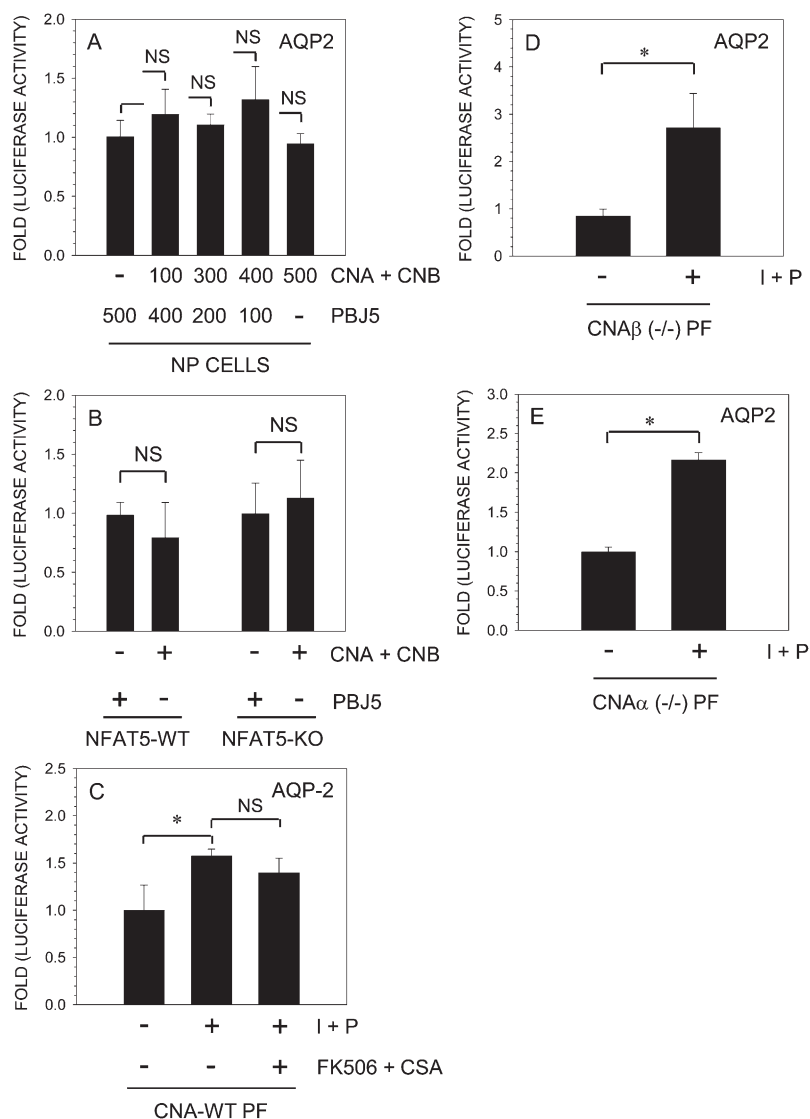 A
AQP2
FOLD (LUCIFERASE ACTIVITY)
2.0
1.5
1.0
0.5
0.0
NS
NS
NS
NS
- 100 300 400 500 CNA + CNB
500 400 200 100 - PBJ5
NP CELLS
B
FOLD (LUCIFERASE ACTIVITY)
2.0
1.5
1.0
0.5
0.0
NS
NS
- + - + CNA + CNB
+ - + - PBJ5
NFAT5-WT NFAT5-KO
C
AQP-2
FOLD (LUCIFERASE ACTIVITY)
2.5
2.0
1.5
1.0
0.5
0.0
*
NS
- + + I + P
- - + FK506 + CSA
CNA-WT PF
D
AQP2
FOLD (LUCIFERASE ACTIVITY)
5
4
3
2
1
0
*
- + I + P
CNAβ (-/-) PF
E
AQP2
FOLD (LUCIFERASE ACTIVITY)
3.0
2.5
2.0
1.5
1.0
0.5
0.0
*
- + I + P
CNAα (-/-) PF